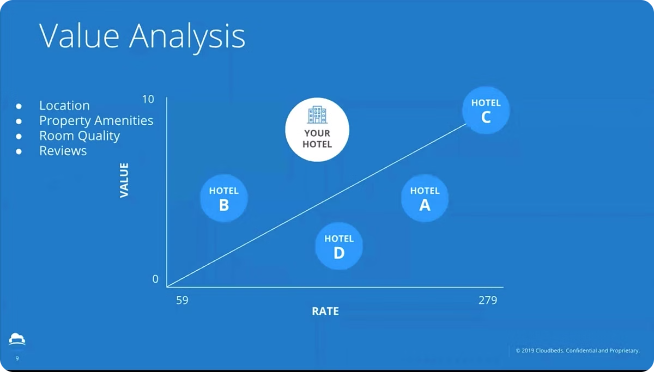 Value Analysis
● Location
● Property Amenities
● Room Quality
● Reviews
10
VALUE
0
YOUR
HOTEL
HOTEL
C
HOTEL
B
HOTEL
A
HOTEL
D
59
279
RATE
© 2019 Cloudbeds. Confidential and Proprietary.